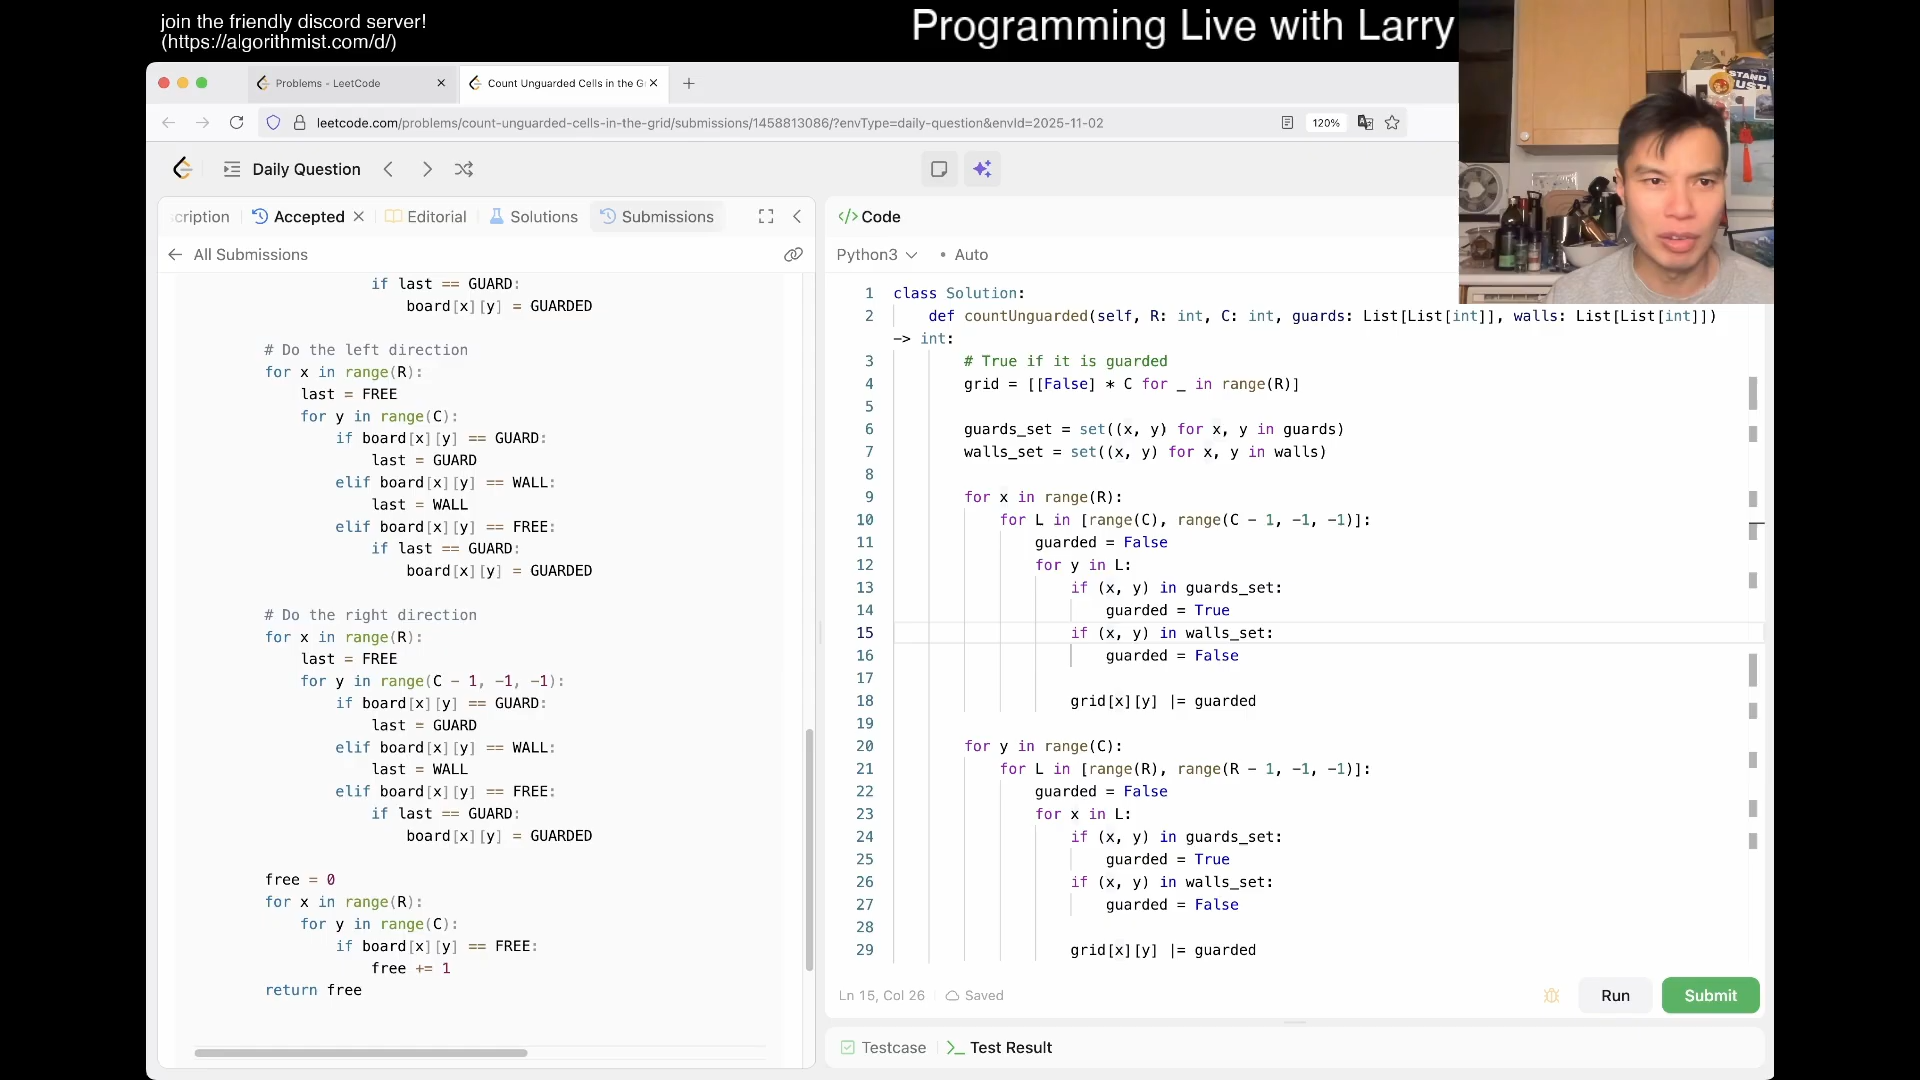 join the friendly discord server!
(https://algorithmist.com/d/)
Programming Live with Larry
Problems - LeetCode
Count Unguarded Cells in the G
leetcode.com/problems/count-unguarded-cells-in-the-grid/submissions/1458813086/?envType=daily-question&envId=2025-11-02
120%
Daily Question
cription
Accepted
Editorial
Solutions
Submissions
All Submissions
if last == GUARD:
board[x][y] = GUARDED
# Do the left direction
for x in range(R):
last = FREE
for y in range(C):
if board[x][y] == GUARD:
last = GUARD
elif board[x][y] == WALL:
last = WALL
elif board[x][y] == FREE:
if last == GUARD:
board[x][y] = GUARDED
# Do the right direction
for x in range(R):
last = FREE
for y in range(C - 1, -1, -1):
if board[x][y] == GUARD:
last = GUARD
elif board[x][y] == WALL:
last = WALL
elif board[x][y] == FREE:
if last == GUARD:
board[x][y] = GUARDED
free = 0
for x in range(R):
for y in range(C):
if board[x][y] == FREE:
free += 1
return free
</> Code
Python3
• Auto
1 class Solution:
2 def countUnguarded(self, R: int, C: int, guards: List[List[int]], walls: List[List[int]])
-> int:
3 # True if it is guarded
4 grid = [[False] * C for _ in range(R)]
5
6 guards_set = set((x, y) for x, y in guards)
7 walls_set = set((x, y) for x, y in walls)
8
9 for x in range(R):
10 for L in [range(C), range(C - 1, -1, -1)]:
11 guarded = False
12 for y in L:
13 if (x, y) in guards_set:
14 guarded = True
15 if (x, y) in walls_set:
16 guarded = False
17
18 grid[x][y] |= guarded
19
20 for y in range(C):
21 for L in [range(R), range(R - 1, -1, -1)]:
22 guarded = False
23 for x in L:
24 if (x, y) in guards_set:
25 guarded = True
26 if (x, y) in walls_set:
27 guarded = False
28
29 grid[x][y] |= guarded
Ln 15, Col 26
Saved
Run
Submit
Testcase
Test Result
STAND